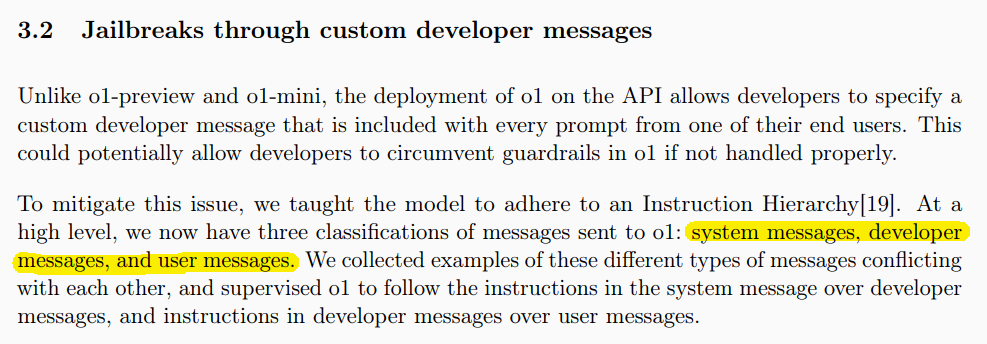 3.2 Jailbreaks through custom developer messages
Unlike o1-preview and o1-mini, the deployment of o1 on the API allows developers to specify a
custom developer message that is included with every prompt from one of their end users. This
could potentially allow developers to circumvent guardrails in o1 if not handled properly.
To mitigate this issue, we taught the model to adhere to an Instruction Hierarchy[19]. At a
high level, we now have three classifications of messages sent to o1: system messages, developer
messages, and user messages. We collected examples of these different types of messages conflicting
with each other, and supervised o1 to follow the instructions in the system message over developer
messages, and instructions in developer messages over user messages.